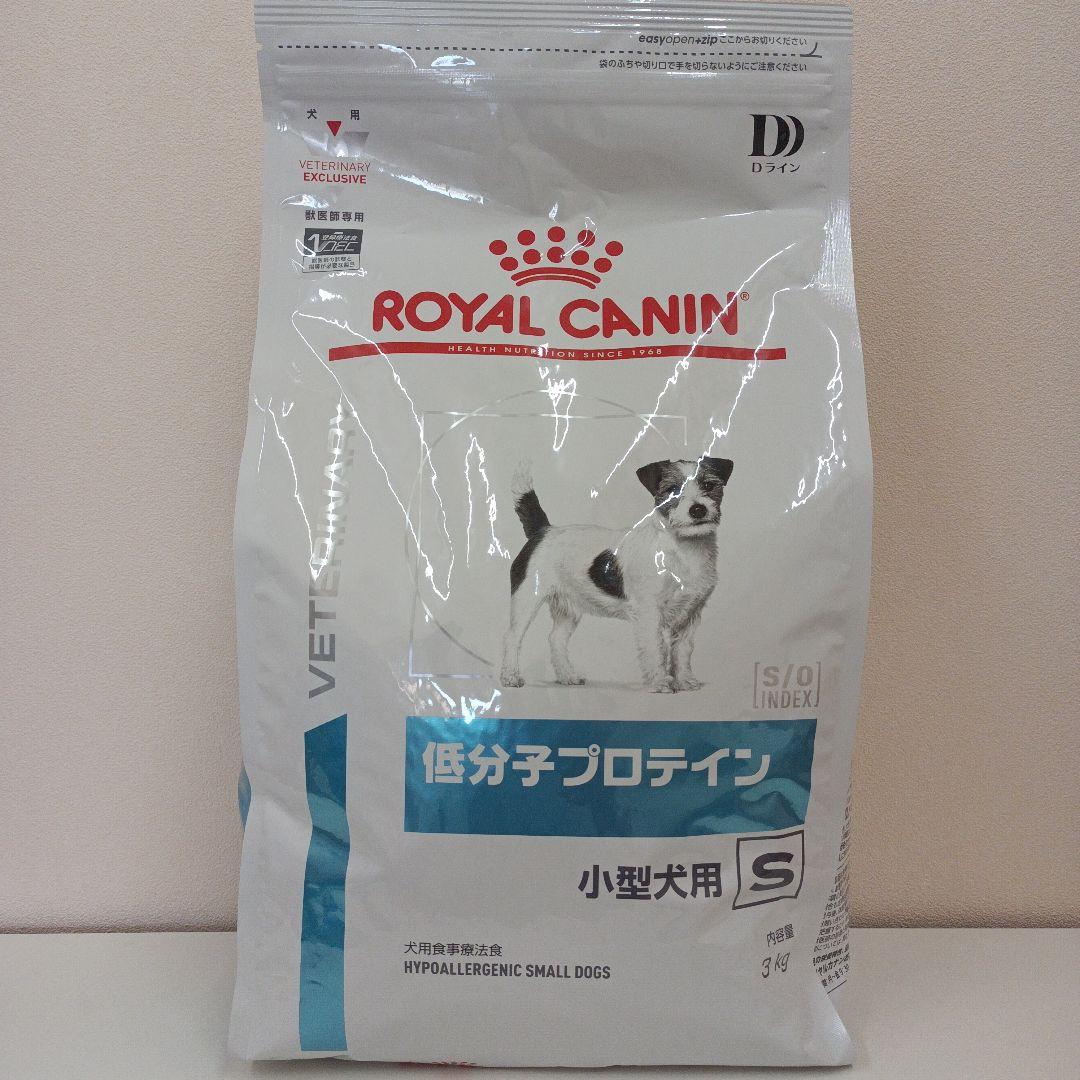 easyopen+zip ここからお切りください
袋のふちや切り口で手を切らないようにご注意ください
犬 用
VETERINARY
EXCLUSIVE
獣医師専用
DD
Dライン
ROYAL CANIN®
HEALTH NUTRITION SINCE 1968
VETERINARY
S/O
INDEX
低分子プロテイン
小型犬用 S
犬用食事療法食
HYPOALLERGENIC SMALL DOGS
内容量
3kg